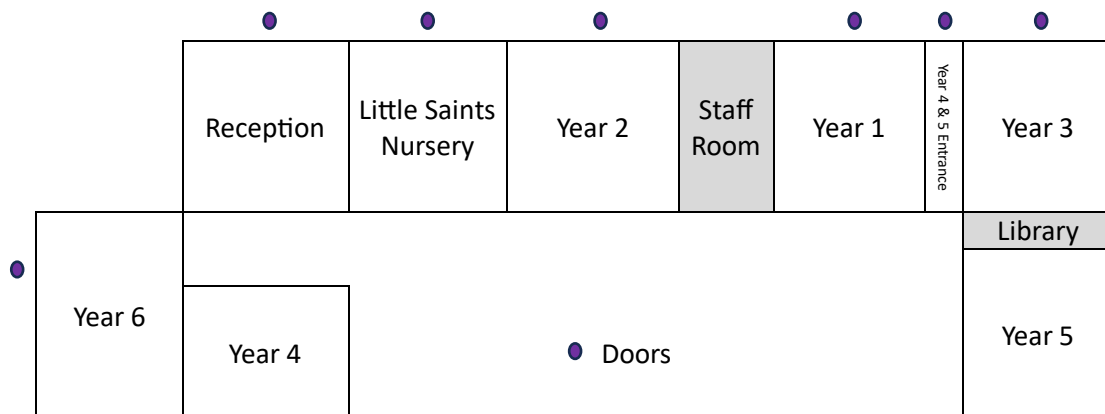 Reception
Little Saints
Nursery
Year 2
Staff
Room
Year 1
Year 4 & 5 Entrance
Year 3
Library
Year 6
Year 4
Doors
Year 5